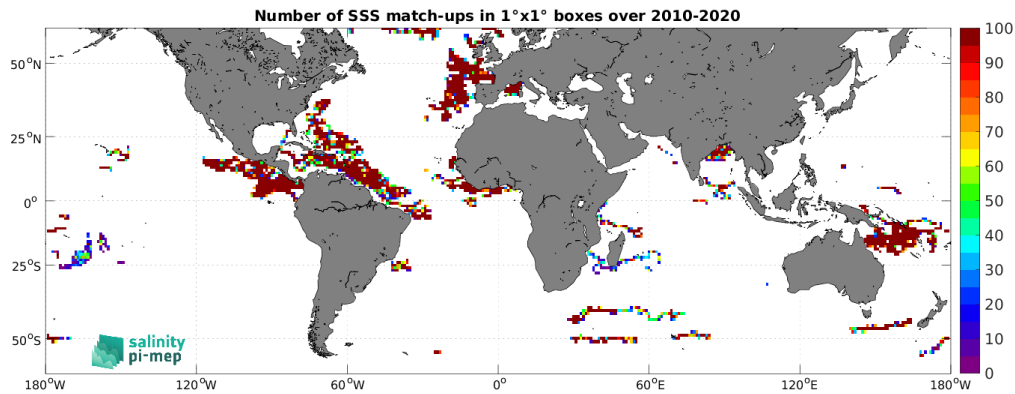 Number of SSS match-ups in 1°x1° boxes over 2010-2020
50°N
25°N
0°
25°S
50°S
180°W
120°W
60°W
0°
60°E
120°E
180°W
100
90
80
70
60
50
40
30
20
10
0
salinity
pi-mep